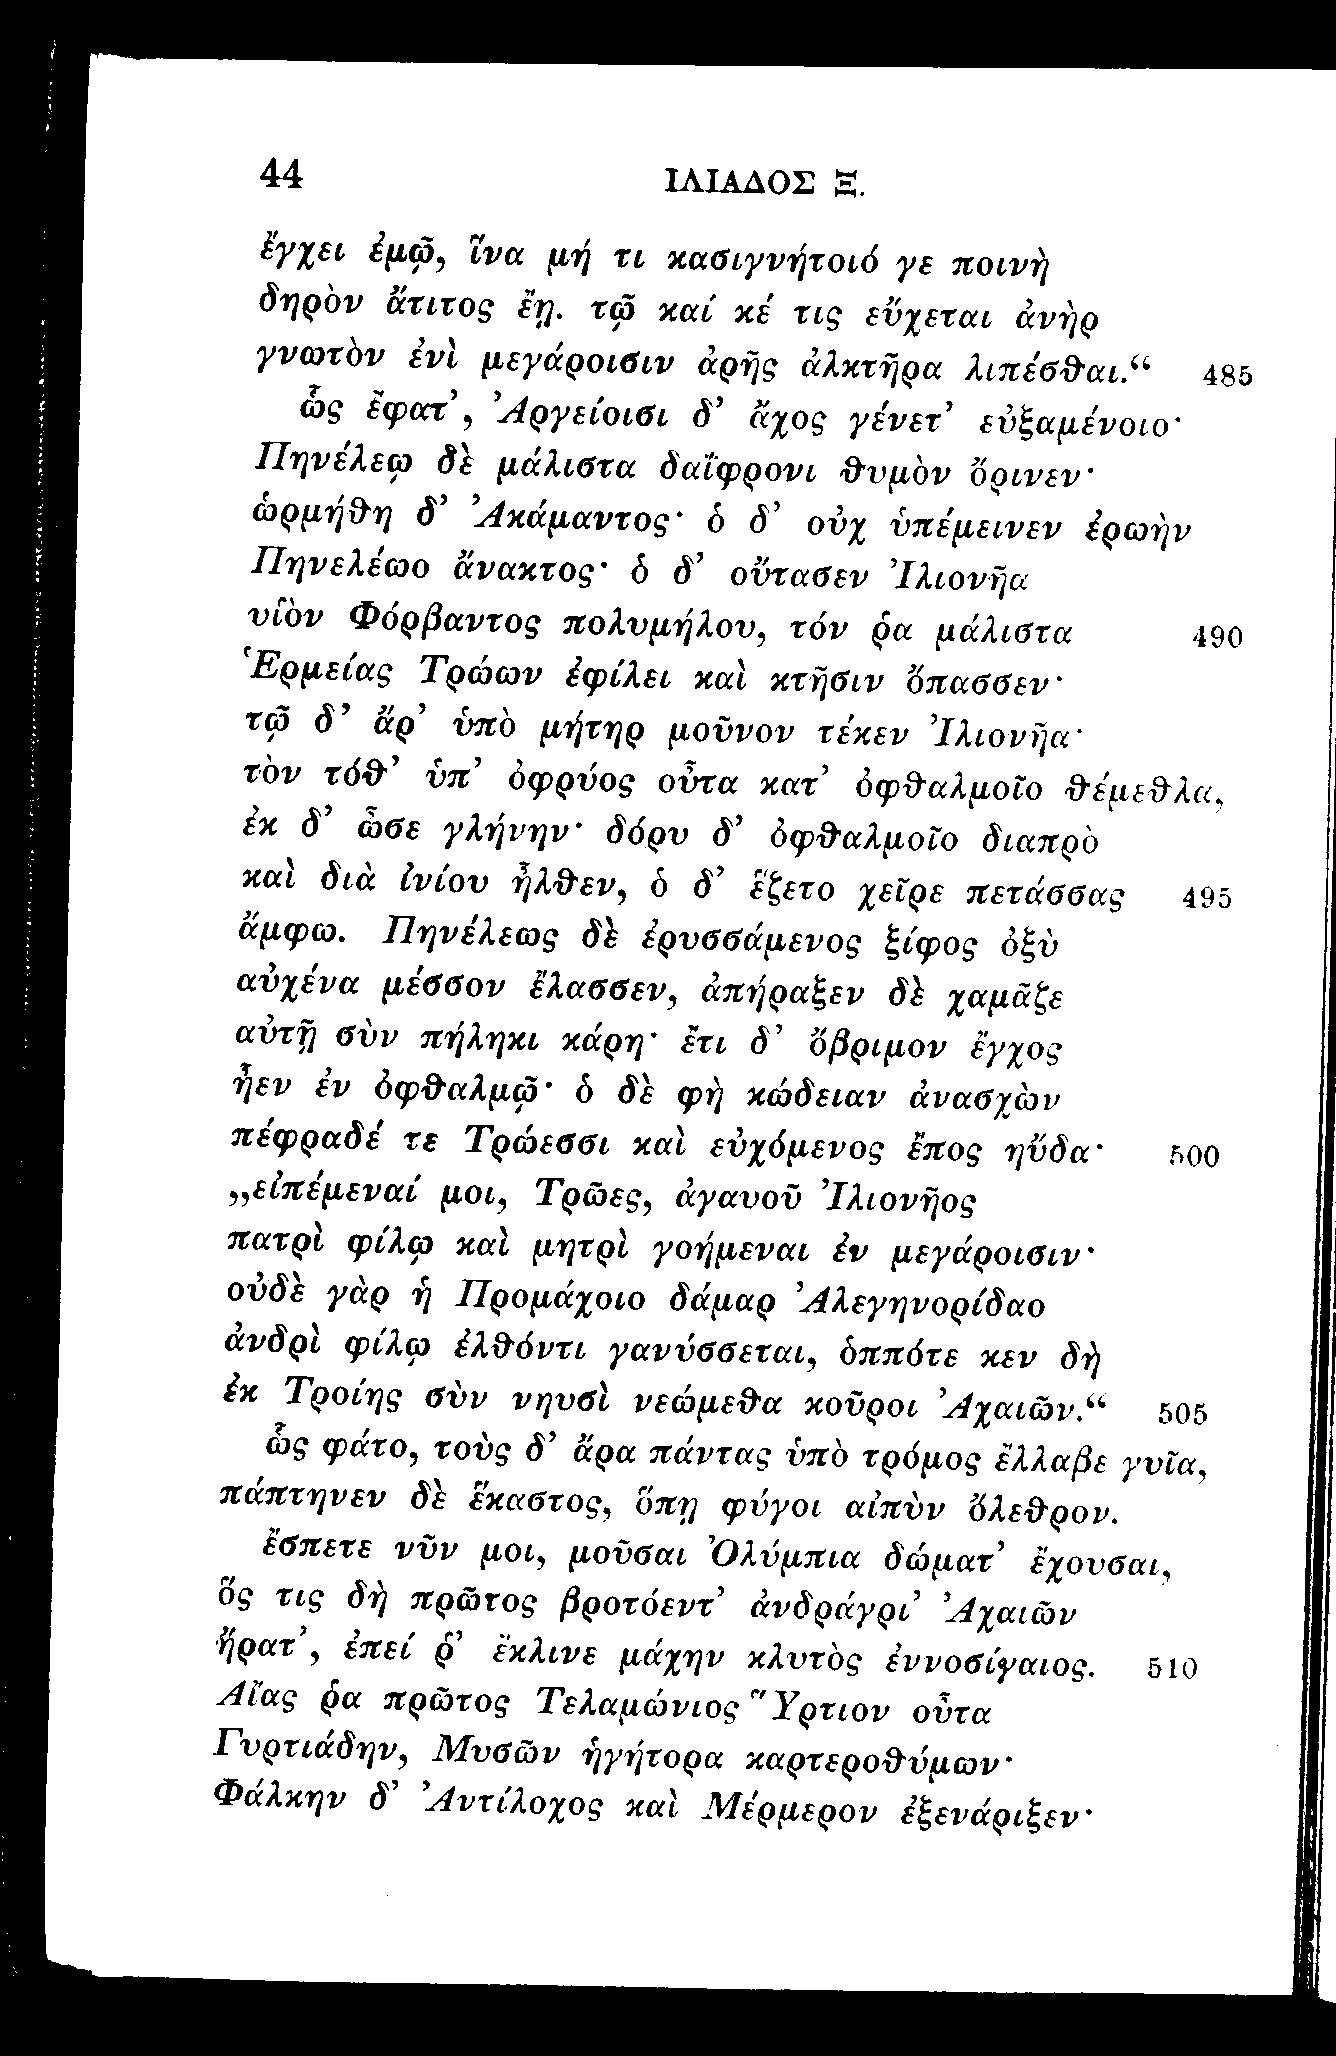 44 ΙΛΙΑΔΟΣ Ξ.
ἔγχει ἐμῷ, ἵνα μή τι κασιγνήτοιό γε ποινὴ
δηρὸν ἄτιτος ἔῃ. τῷ καί κέ τις εὔχεται ἀνὴρ
γνωτὸν ἐνὶ μεγάροισιν ἀρῆς ἀλκτῆρα λιπέσθαι.“ 485
ὣς ἔφατ’, Ἀργείοισι δ’ ἄχος γένετ’ εὐξαμένοιο·
Πηνέλεῳ δὲ μάλιστα δαΐφρονι θυμὸν ὄρινεν·
ὡρμήθη δ’ Ἀκάμαντος· ὁ δ’ οὐχ ὑπέμεινεν ἐρωὴν
Πηνελέωο ἄνακτος· ὁ δ’ οὔτασεν Ἰλιονῆα
υἱὸν Φόρβαντος πολυμήλου, τόν ῥα μάλιστα 490
Ἑρμείας Τρώων ἐφίλει καὶ κτῆσιν ὄπασσεν·
τῷ δ’ ἄρ’ ὑπὸ μήτηρ μοῦνον τέκεν Ἰλιονῆα·
τὸν τόθ’ ὑπ’ ὀφρύος οὖτα κατ’ ὀφθαλμοῖο θέμεθλα,
ἐκ δ’ ὦσε γλήνην· δόρυ δ’ ὀφθαλμοῖο διαπρὸ
καὶ διὰ ἰνίου ἦλθεν, ὁ δ’ ἕζετο χεῖρε πετάσσας 495
ἄμφω. Πηνέλεως δὲ ἐρυσσάμενος ξίφος ὀξὺ
αὐχένα μέσσον ἔλασσεν, ἀπήραξεν δὲ χαμᾶζε
αὐτῇ σὺν πήληκι κάρη· ἔτι δ’ ὄβριμον ἔγχος
ἦεν ἐν ὀφθαλμῷ· ὁ δὲ φὴ κώδειαν ἀνασχὼν
πέφραδέ τε Τρώεσσι καὶ εὐχόμενος ἔπος ηὔδα· 500
„εἰπέμεναί μοι, Τρῶες, ἀγαυοῦ Ἰλιονῆος
πατρὶ φίλῳ καὶ μητρὶ γοήμεναι ἐν μεγάροισιν·
οὐδὲ γὰρ ἡ Προμάχοιο δάμαρ Ἀλεγηνορίδαο
ἀνδρὶ φίλῳ ἐλθόντι γανύσσεται, ὁππότε κεν δὴ
ἐκ Τροίης σὺν νηυσὶ νεώμεθα κοῦροι Ἀχαιῶν.“ 505
ὣς φάτο, τοὺς δ’ ἄρα πάντας ὑπὸ τρόμος ἔλλαβε γυῖα,
πάπτηνεν δὲ ἕκαστος, ὅπῃ φύγοι αἰπὺν ὄλεθρον.
ἔσπετε νῦν μοι, μοῦσαι Ὀλύμπια δώματ’ ἔχουσαι,
ὅς τις δὴ πρῶτος βροτόεντ’ ἀνδράγρι’ Ἀχαιῶν
ἤρατ’, ἐπεί ῥ’ ἔκλινε μάχην κλυτὸς ἐννοσίγαιος. 510
Αἴας ῥα πρῶτος Τελαμώνιος Ὕρτιον οὖτα
Γυρτιάδην, Μυσῶν ἡγήτορα καρτεροθύμων·
Φάλκην δ’ Ἀντίλοχος καὶ Μέρμερον ἐξενάριξεν·